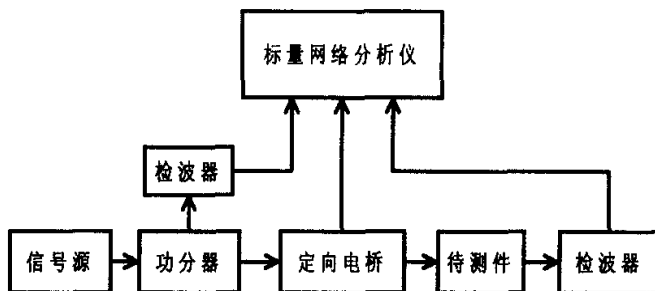 标量网络分析仪
检波器
信号源
功分器
定向电桥
待测件
检波器